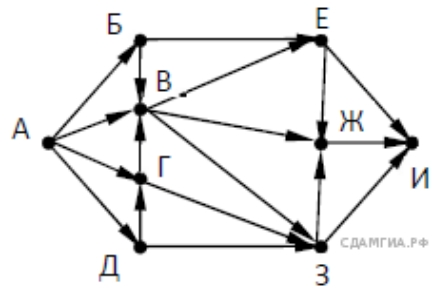 Б Е
В
А Ж
Г И
СДАМГИА.РФ
Д З